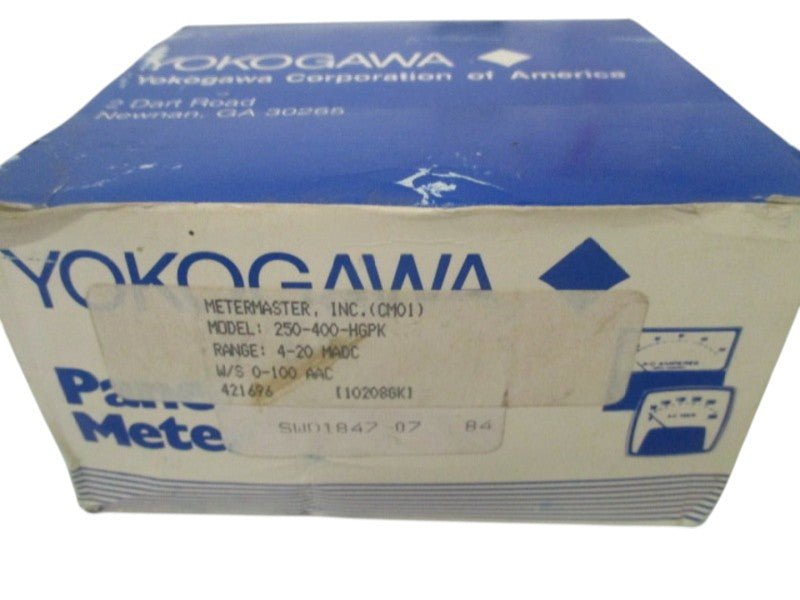 YOKOGAWA
Yokogawa Corporation of America
2 Dart Road
Newnan, GA 30265
YOKOGAWA
METERMASTER, INC.(CM01)
MODEL: 250-400-HGPK
RANGE: 4-20 MADC
W/S 0-100 AAC
421696 [10208GK]
SWD1847 07 84
Pane
Mete